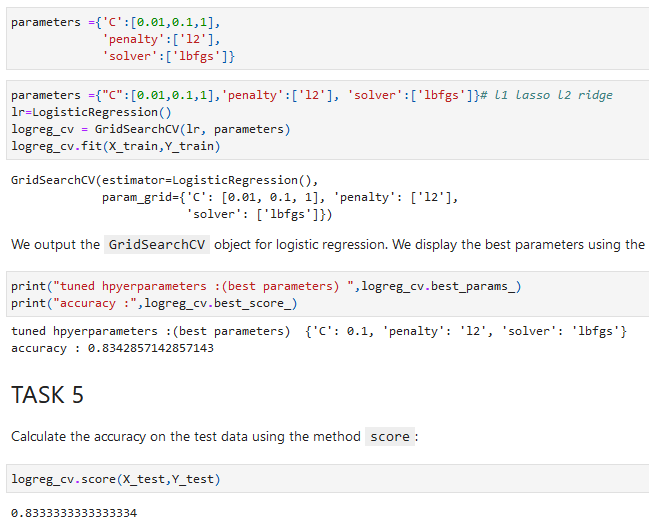 parameters ={'C':[0.01,0.1,1],
'penalty':['l2'],
'solver':['lbfgs']}
parameters ={"C":[0.01,0.1,1],'penalty':['l2'], 'solver':['lbfgs']}# l1 lasso l2 ridge
lr=LogisticRegression()
logreg_cv = GridSearchCV(lr, parameters)
logreg_cv.fit(X_train,Y_train)
GridSearchCV(estimator=LogisticRegression(),
param_grid={'C': [0.01, 0.1, 1], 'penalty': ['l2'],
'solver': ['lbfgs']})
We output the GridSearchCV object for logistic regression. We display the best parameters using the
print("tuned hpyerparameters :(best parameters) ",logreg_cv.best_params_)
print("accuracy :",logreg_cv.best_score_)
tuned hpyerparameters :(best parameters)  {'C': 0.1, 'penalty': 'l2', 'solver': 'lbfgs'}
accuracy : 0.8342857142857143
TASK 5
Calculate the accuracy on the test data using the method score :
logreg_cv.score(X_test,Y_test)
0.8333333333333334